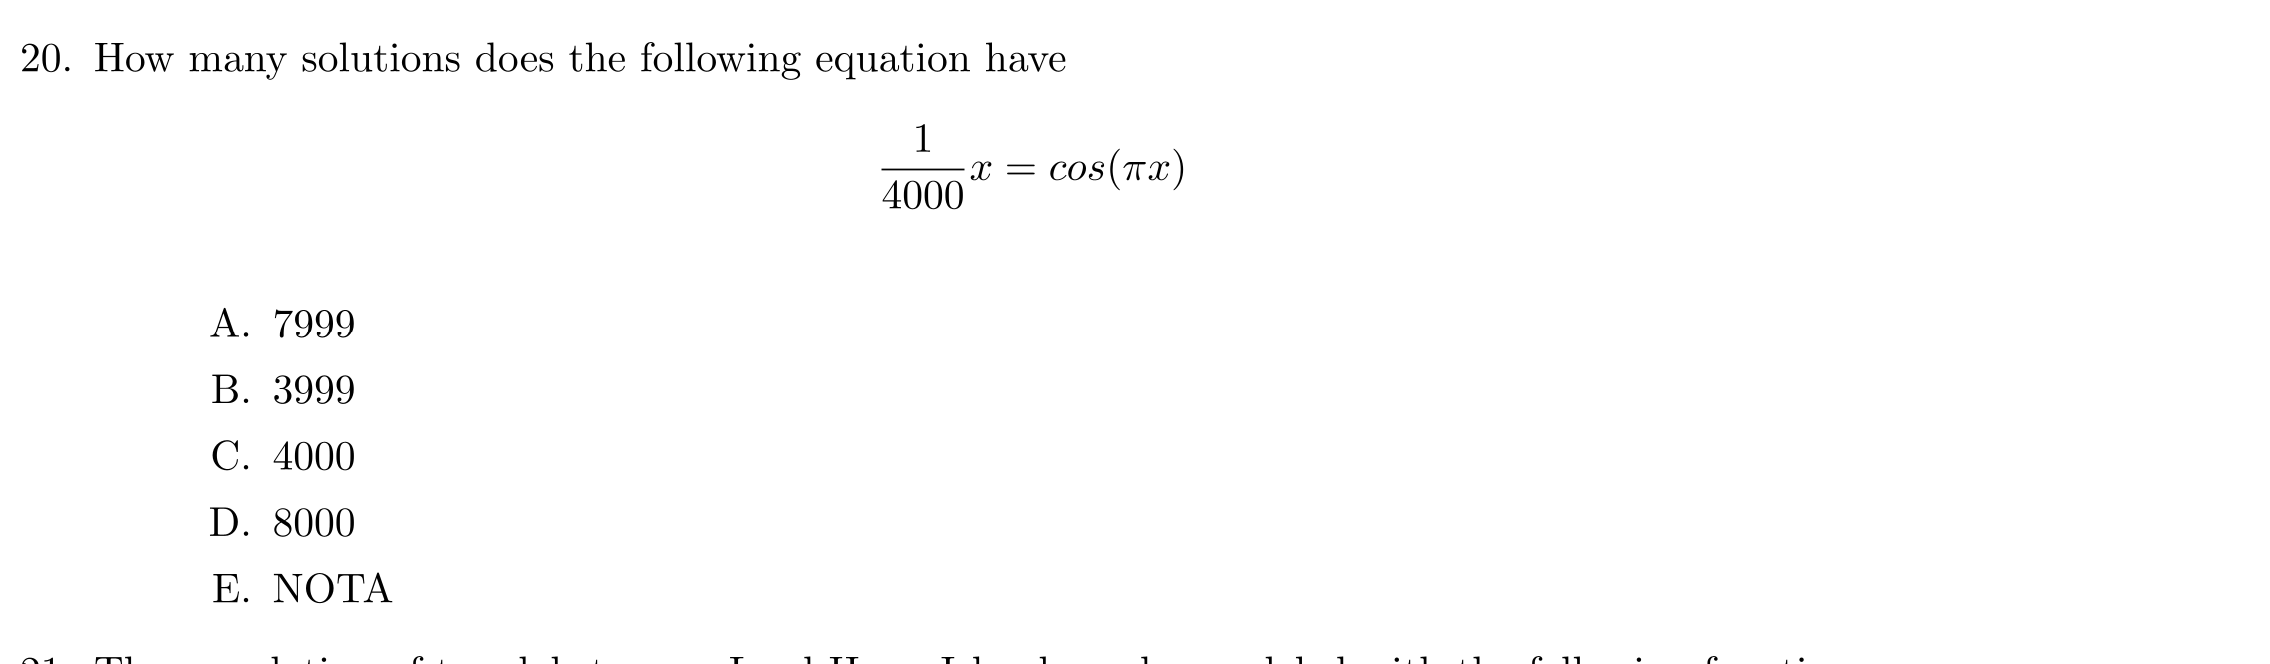 20. How many solutions does the following equation have
1/4000 x = cos(πx)
A. 7999
B. 3999
C. 4000
D. 8000
E. NOTA